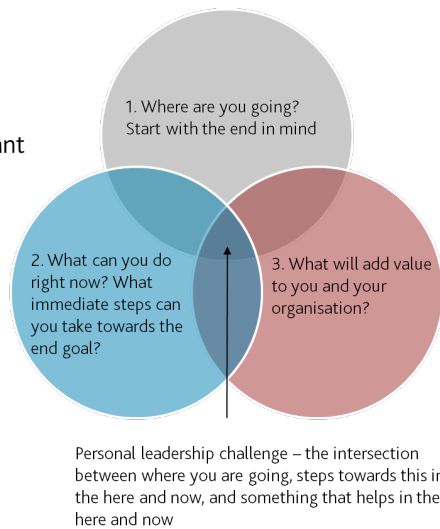 1. Where are you going?
Start with the end in mind
ant
2. What can you do
right now? What
immediate steps can
you take towards the
end goal?
3. What will add value
to you and your
organisation?
Personal leadership challenge – the intersection
between where you are going, steps towards this in
the here and now, and something that helps in the
here and now